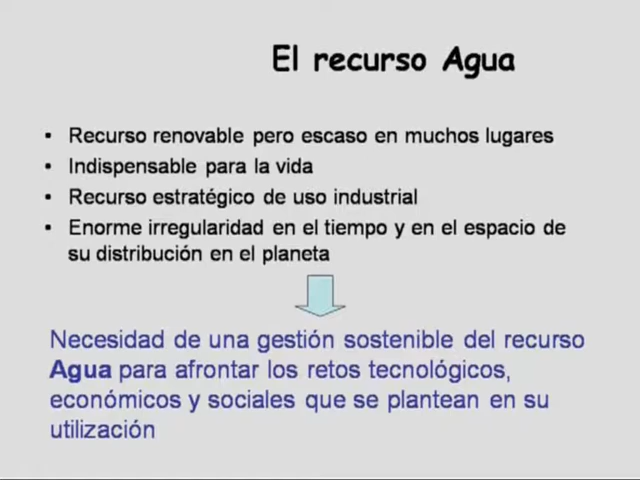 El recurso Agua
• Recurso renovable pero escaso en muchos lugares
• Indispensable para la vida
• Recurso estratégico de uso industrial
• Enorme irregularidad en el tiempo y en el espacio de
su distribución en el planeta
Necesidad de una gestión sostenible del recurso
Agua para afrontar los retos tecnológicos,
económicos y sociales que se plantean en su
utilización